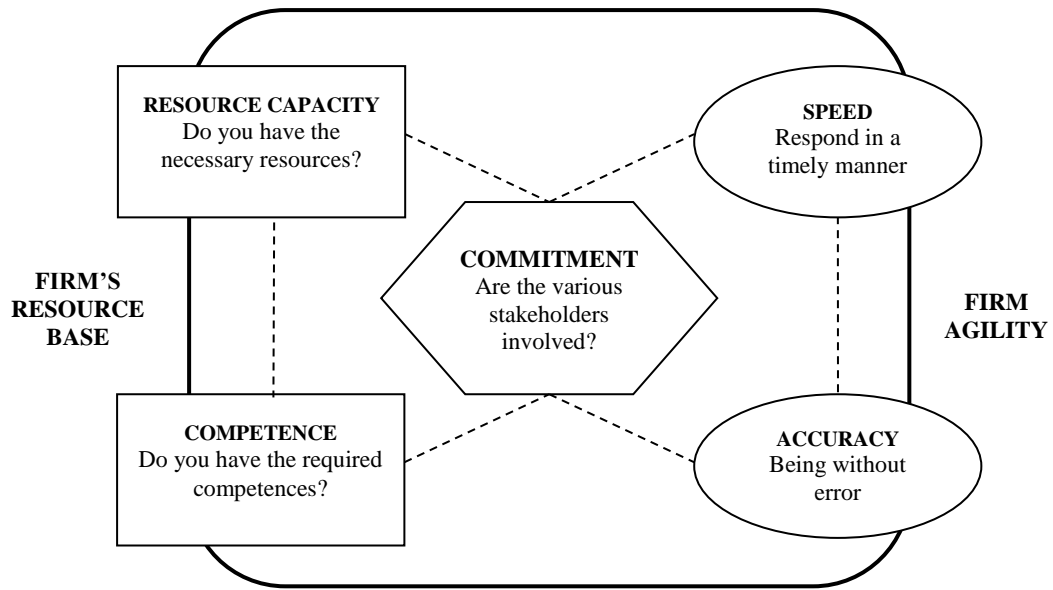 RESOURCE CAPACITY
Do you have the
necessary resources?
SPEED
Respond in a
timely manner
FIRM’S
RESOURCE
BASE
COMMITMENT
Are the various
stakeholders
involved?
FIRM
AGILITY
COMPETENCE
Do you have the required
competences?
ACCURACY
Being without
error